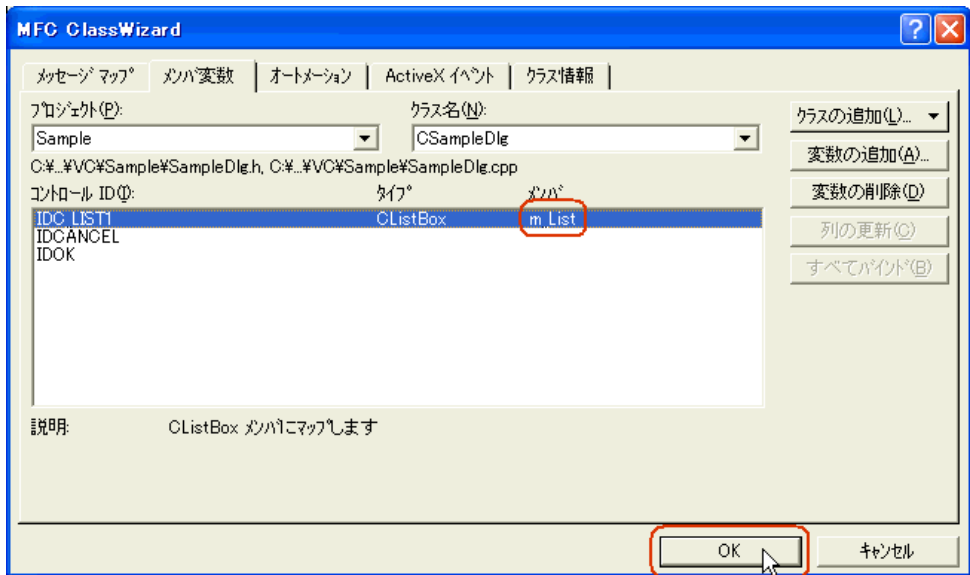 MFC ClassWizard
メッセージ マップ メンバ変数 オートメーション ActiveX イベント クラス情報
プロジェクト(P): クラス名(N):
Sample CSampleDlg
C:¥...¥VC¥Sample¥SampleDlg.h, C:¥...¥VC¥Sample¥SampleDlg.cpp
コントロール ID(I): タイプ メンバ
IDC_LIST1 CListBox m_List
IDCANCEL
IDOK
クラスの追加(L)...
変数の追加(A)...
変数の削除(D)
列の更新(C)
すべてバインド(B)
説明: CListBox メンバにマップします
OK キャンセル